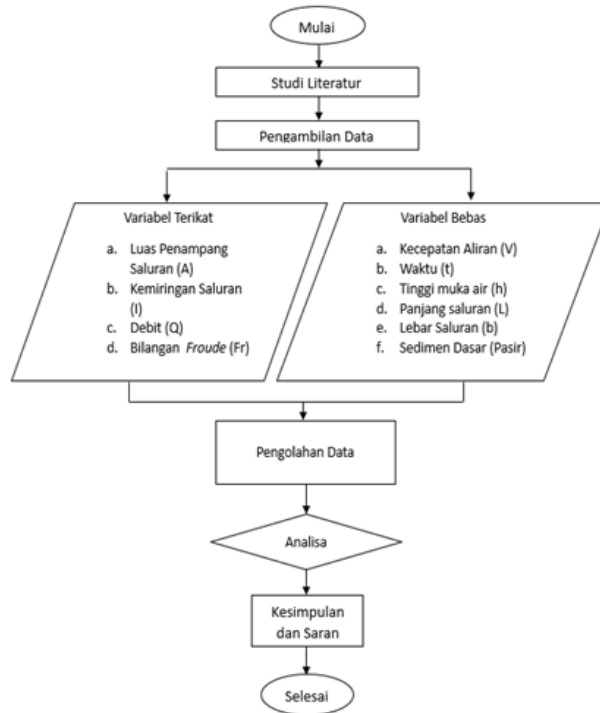 Mulai
Studi Literatur
Pengambilan Data
Variabel Terikat
a. Luas Penampang
Saluran (A)
b. Kemiringan Saluran
(I)
c. Debit (Q)
d. Bilangan Froude (Fr)
Variabel Bebas
a. Kecepatan Aliran (V)
b. Waktu (t)
c. Tinggi muka air (h)
d. Panjang saluran (L)
e. Lebar Saluran (b)
f. Sedimen Dasar (Pasir)
Pengolahan Data
Analisa
Kesimpulan
dan Saran
Selesai